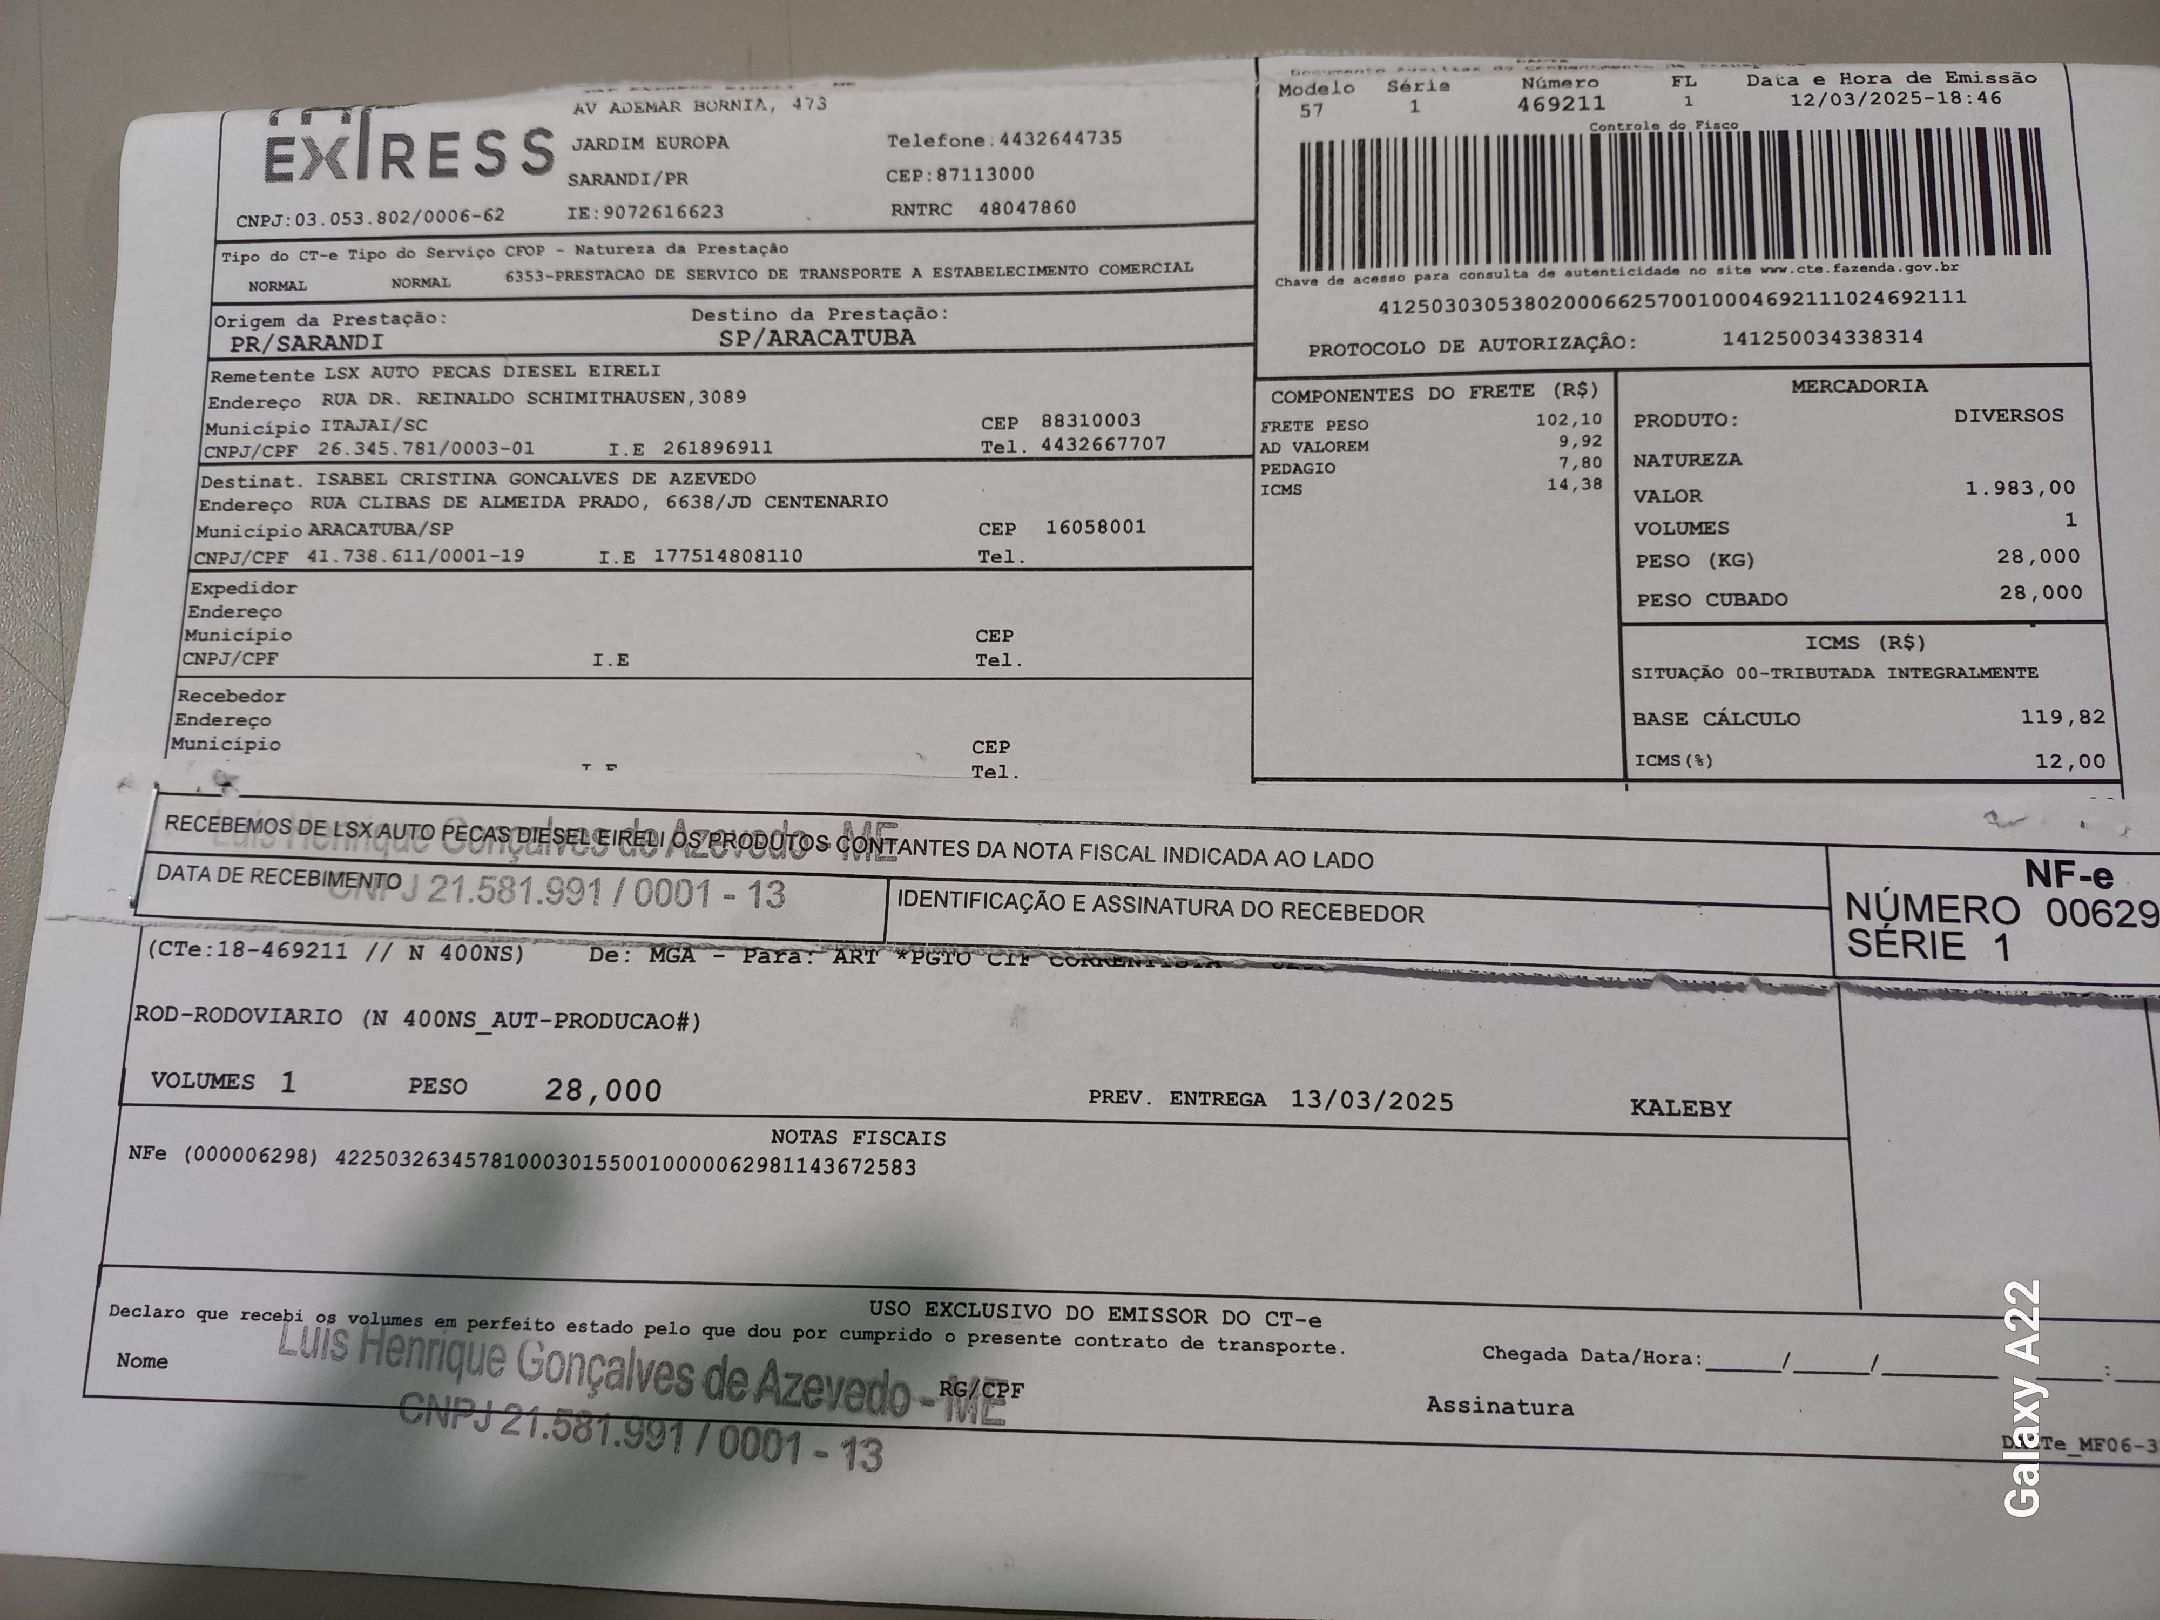 EXPRESS
AV ADEMAR BORNIA, 473
JARDIM EUROPA
Telefone:4432644735
SARANDI/PR
CEP:87113000
CNPJ:03.053.802/0006-62
IE:9072616623
RNTRC 48047860
Modelo Série Número FL Data e Hora de Emissão
57 1 469211 1 12/03/2025-18:46
Controle do Fisco
Chave de acesso para consulta de autenticidade no site www.cte.fazenda.gov.br
41250303053802000662570010004692111024692111
PROTOCOLO DE AUTORIZAÇÃO: 141250034338314
Tipo do CT-e Tipo do Serviço CFOP - Natureza da Prestação
NORMAL NORMAL 6353-PRESTACAO DE SERVICO DE TRANSPORTE A ESTABELECIMENTO COMERCIAL
Origem da Prestação: Destino da Prestação:
PR/SARANDI SP/ARACATUBA
Remetente LSX AUTO PECAS DIESEL EIRELI
Endereço RUA DR. REINALDO SCHIMITHAUSEN,3089
Município ITAJAI/SC CEP 88310003
CNPJ/CPF 26.345.781/0003-01 I.E 261896911 Tel. 4432667707
Destinat. ISABEL CRISTINA GONCALVES DE AZEVEDO
Endereço RUA CLIBAS DE ALMEIDA PRADO, 6638/JD CENTENARIO
Município ARACATUBA/SP CEP 16058001
CNPJ/CPF 41.738.611/0001-19 I.E 177514808110 Tel.
Expedidor
Endereço
Município CEP
CNPJ/CPF I.E Tel.
Recebedor
Endereço
Município CEP
I.E Tel.
COMPONENTES DO FRETE (R$)
FRETE PESO 102,10
AD VALOREM 9,92
PEDAGIO 7,80
ICMS 14,38
MERCADORIA
PRODUTO: DIVERSOS
NATUREZA
VALOR 1.983,00
VOLUMES 1
PESO (KG) 28,000
PESO CUBADO 28,000
ICMS (R$)
SITUAÇÃO 00-TRIBUTADA INTEGRALMENTE
BASE CÁLCULO 119,82
ICMS(%) 12,00
RECEBEMOS DE LSX AUTO PECAS DIESEL EIRELI OS PRODUTOS CONTANTES DA NOTA FISCAL INDICADA AO LADO
Luis Henrique Gonçalves de Azevedo - ME
DATA DE RECEBIMENTO
CNPJ 21.581.991 / 0001 - 13
IDENTIFICAÇÃO E ASSINATURA DO RECEBEDOR
NF-e
NÚMERO 00629
SÉRIE 1
(CTe:18-469211 // N 400NS) De: MGA - Para: ART *PGTO CIF CORRENTISTA
ROD-RODOVIARIO (N 400NS_AUT-PRODUCAO#)
VOLUMES 1 PESO 28,000 PREV. ENTREGA 13/03/2025 KALEBY
NOTAS FISCAIS
NFe (000006298) 42250326345781000301550010000062981143672583
USO EXCLUSIVO DO EMISSOR DO CT-e
Declaro que recebi os volumes em perfeito estado pelo que dou por cumprido o presente contrato de transporte.
Nome RG/CPF
Luis Henrique Gonçalves de Azevedo - ME
CNPJ 21.581.991 / 0001 - 13
Chegada Data/Hora:_____/_____/_________:
Assinatura
Galaxy A22